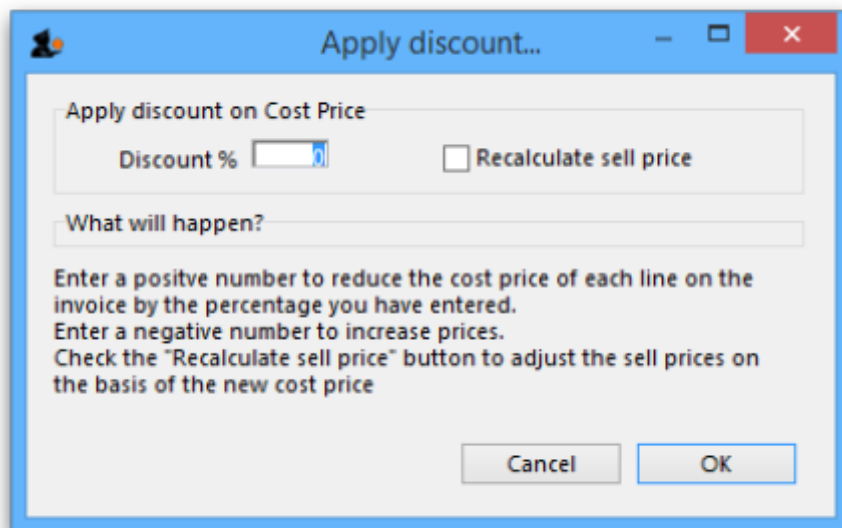 Apply discount...
Apply discount on Cost Price
Discount % 0 Recalculate sell price
What will happen?
Enter a positve number to reduce the cost price of each line on the
invoice by the percentage you have entered.
Enter a negative number to increase prices.
Check the "Recalculate sell price" button to adjust the sell prices on
the basis of the new cost price
Cancel OK